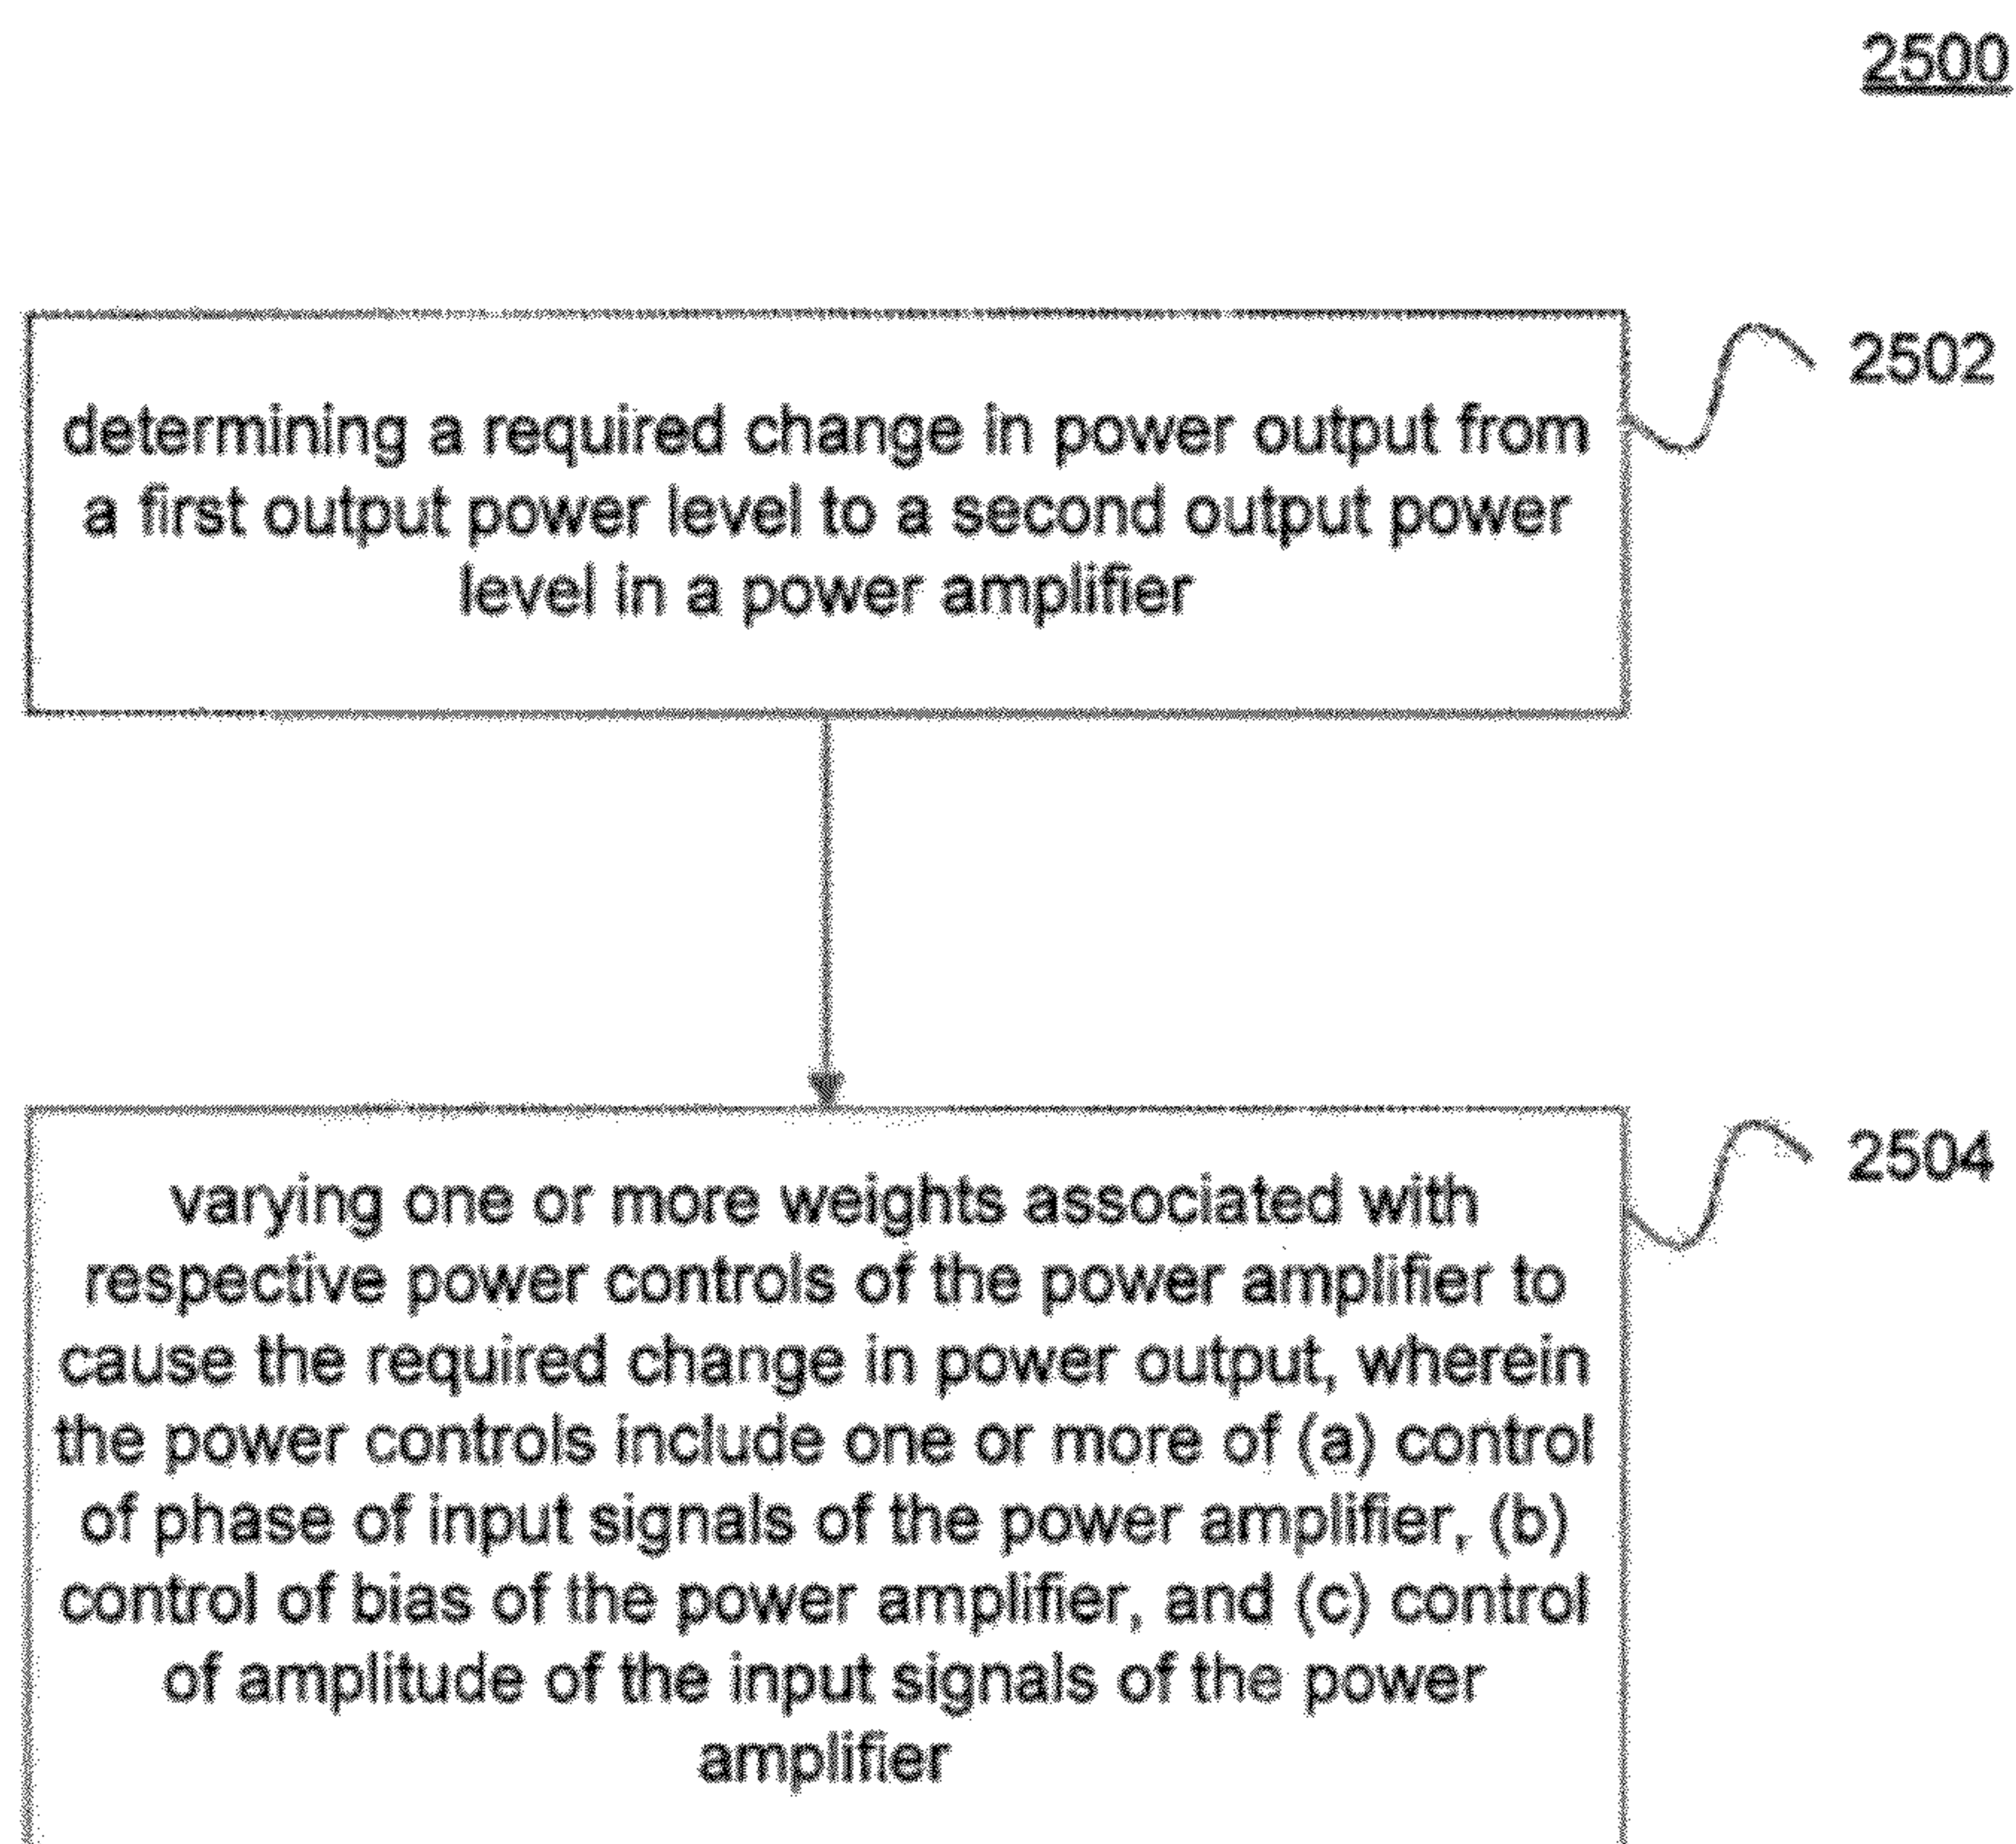 2500
2502
determining a required change in power output from
a first output power level to a second output power
level in a power amplifier
2504
varying one or more weights associated with
respective power controls of the power amplifier to
cause the required change in power output, wherein
the power controls include one or more of (a) control
of phase of input signals of the power amplifier, (b)
control of bias of the power amplifier, and (c) control
of amplitude of the input signals of the power
amplifier